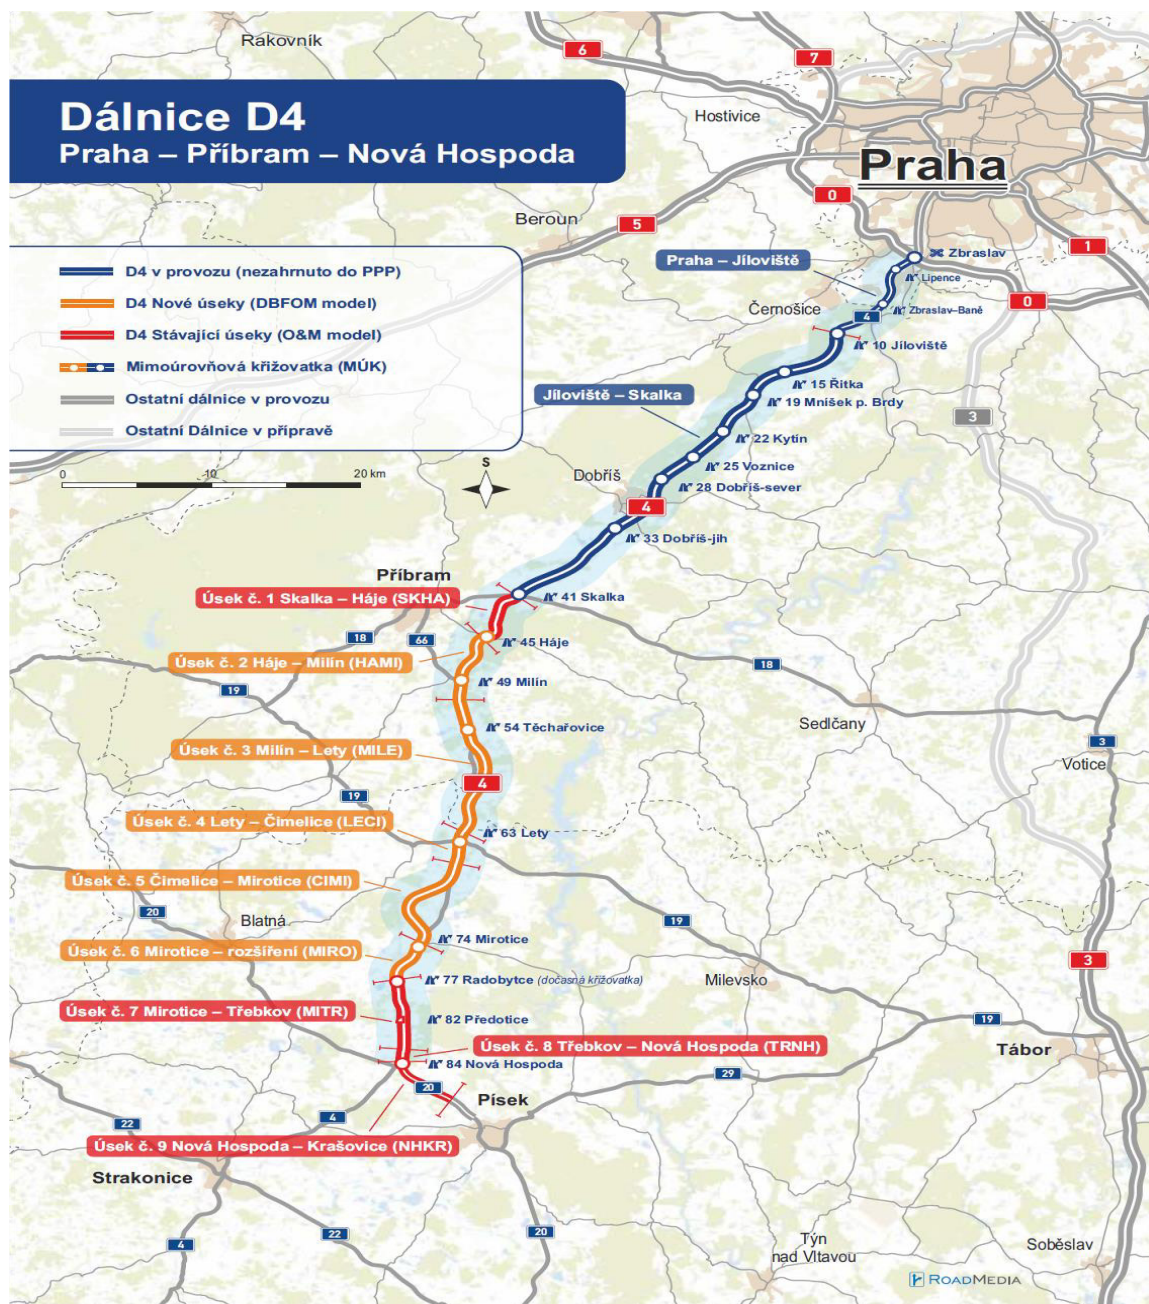 Rakovník
6
7
Dálnice D4
Praha – Příbram – Nová Hospoda
Hostivice
Praha
0
Beroun
5
1
D4 v provozu (nezahrnuto do PPP)
D4 Nové úseky (DBFOM model)
D4 Stávající úseky (O&M model)
Mimoúrovňová křižovatka (MÚK)
Ostatní dálnice v provozu
Ostatní Dálnice v přípravě
Praha – Jíloviště
Zbraslav
Lipence
0
Černošice
Zbraslav–Baně
4
10 Jíloviště
15 Řitka
Jíloviště – Skalka
19 Mníšek p. Brdy
3
22 Kytín
0
10
20 km
S
Dobříš
25 Voznice
28 Dobříš-sever
4
33 Dobříš-jih
Příbram
Úsek č. 1 Skalka – Háje (SKHA)
41 Skalka
18
66
45 Háje
Úsek č. 2 Háje – Milín (HAMI)
18
19
49 Milín
54 Těchařovice
Sedlčany
3
Úsek č. 3 Milín – Lety (MILE)
Votice
4
19
Úsek č. 4 Lety – Čimelice (LECI)
63 Lety
Úsek č. 5 Čimelice – Mirotice (CIMI)
20
Blatná
19
74 Mirotice
Úsek č. 6 Mirotice – rozšíření (MIRO)
3
77 Radobytce (dočasná křižovatka)
Milevsko
Úsek č. 7 Mirotice – Třebkov (MITR)
82 Předotice
19
Úsek č. 8 Třebkov – Nová Hospoda (TRNH)
Tábor
84 Nová Hospoda
29
20
Písek
22
4
Úsek č. 9 Nová Hospoda – Krašovice (NHKR)
Strakonice
22
20
4
Týn
nad Vltavou
Soběslav
ROADMEDIA